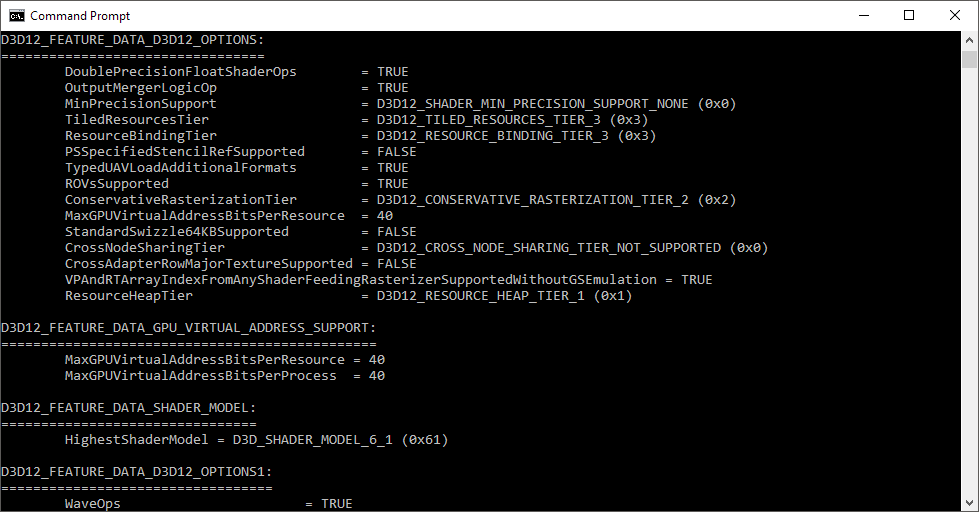 Command Prompt
D3D12_FEATURE_DATA_D3D12_OPTIONS:
=================================
        DoublePrecisionFloatShaderOps        = TRUE
        OutputMergerLogicOp                  = TRUE
        MinPrecisionSupport                  = D3D12_SHADER_MIN_PRECISION_SUPPORT_NONE (0x0)
        TiledResourcesTier                   = D3D12_TILED_RESOURCES_TIER_3 (0x3)
        ResourceBindingTier                  = D3D12_RESOURCE_BINDING_TIER_3 (0x3)
        PSSpecifiedStencilRefSupported       = FALSE
        TypedUAVLoadAdditionalFormats        = TRUE
        ROVsSupported                        = TRUE
        ConservativeRasterizationTier        = D3D12_CONSERVATIVE_RASTERIZATION_TIER_2 (0x2)
        MaxGPUVirtualAddressBitsPerResource  = 40
        StandardSwizzle64KBSupported         = FALSE
        CrossNodeSharingTier                 = D3D12_CROSS_NODE_SHARING_TIER_NOT_SUPPORTED (0x0)
        CrossAdapterRowMajorTextureSupported = FALSE
        VPAndRTArrayIndexFromAnyShaderFeedingRasterizerSupportedWithoutGSEmulation = TRUE
        ResourceHeapTier                     = D3D12_RESOURCE_HEAP_TIER_1 (0x1)
D3D12_FEATURE_DATA_GPU_VIRTUAL_ADDRESS_SUPPORT:
===============================================
        MaxGPUVirtualAddressBitsPerResource = 40
        MaxGPUVirtualAddressBitsPerProcess  = 40
D3D12_FEATURE_DATA_SHADER_MODEL:
================================
        HighestShaderModel = D3D_SHADER_MODEL_6_1 (0x61)
D3D12_FEATURE_DATA_D3D12_OPTIONS1:
==================================
        WaveOps                       = TRUE